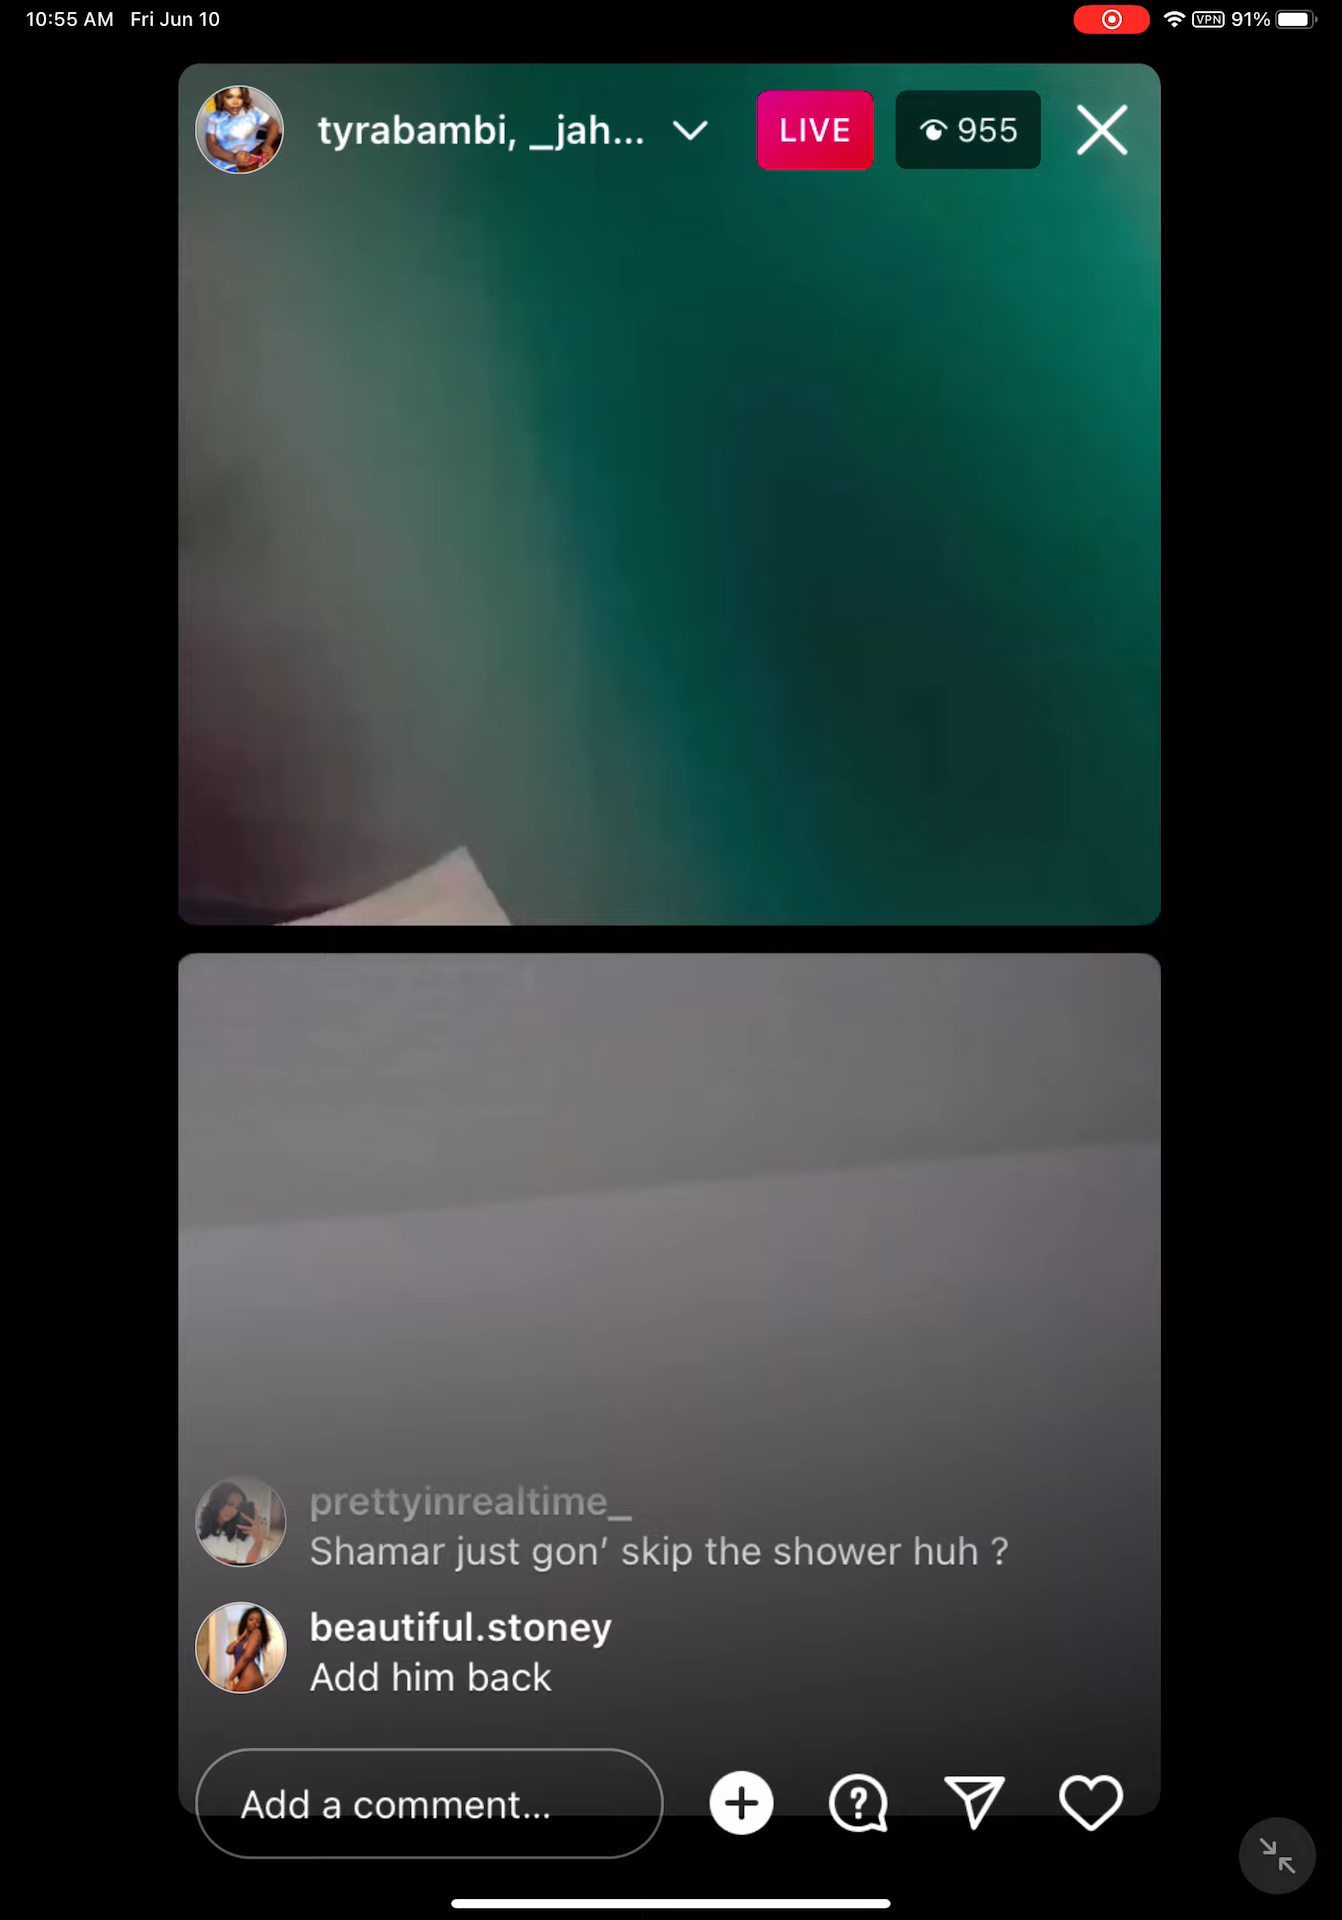 10:55 AM Fri Jun 10
VPN 91%
tyrabambi, _jah... LIVE 955
prettyinrealtime_
Shamar just gon’ skip the shower huh ?
beautiful.stoney
Add him back
Add a comment...